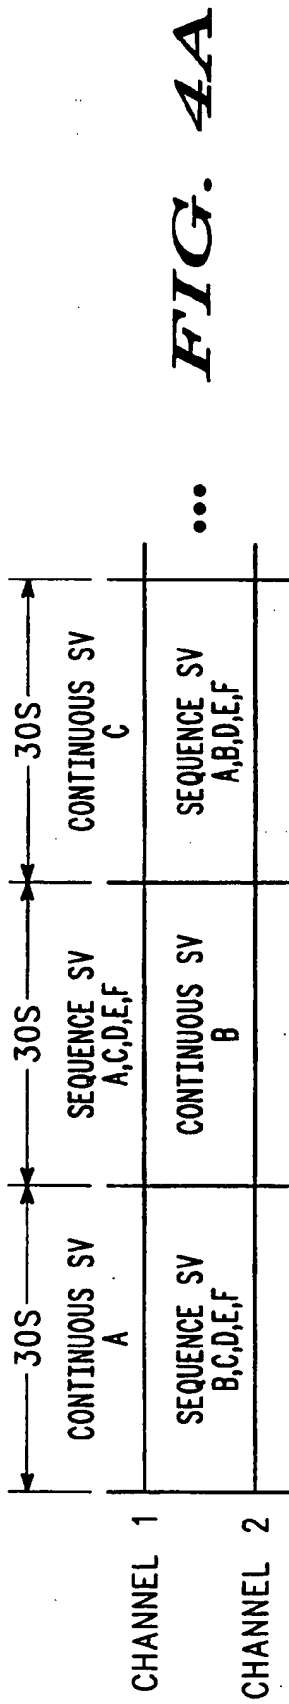 30S 30S 30S
CHANNEL 1
CONTINUOUS SV
A
SEQUENCE SV
A,C,D,E,F
CONTINUOUS SV
C
CHANNEL 2
SEQUENCE SV
B,C,D,E,F
CONTINUOUS SV
B
SEQUENCE SV
A,B,D,E,F
...
FIG. 4A